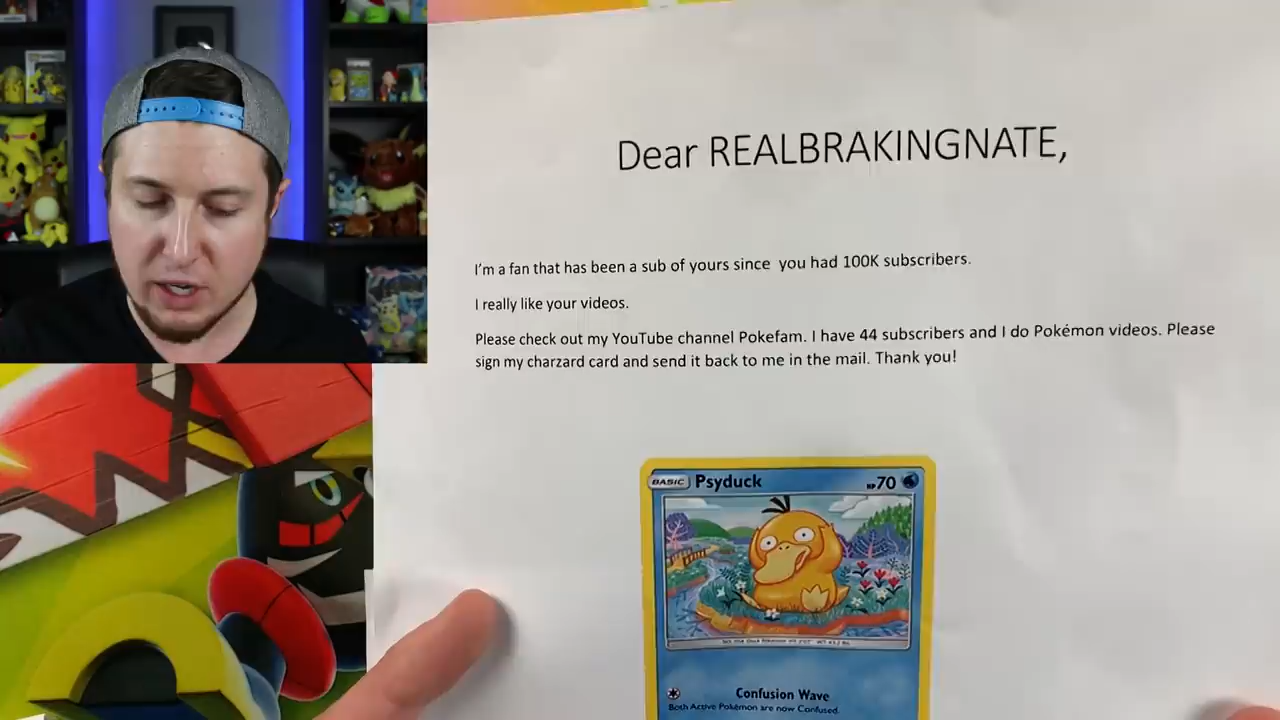 Dear REALBRAKINGNATE,
I'm a fan that has been a sub of yours since you had 100K subscribers.
I really like your videos.
Please check out my YouTube channel Pokefam. I have 44 subscribers and I do Pokémon videos. Please
sign my charzard card and send it back to me in the mail. Thank you!
BASIC Psyduck HP70
Confusion Wave
Both Active Pokémon are now Confused.